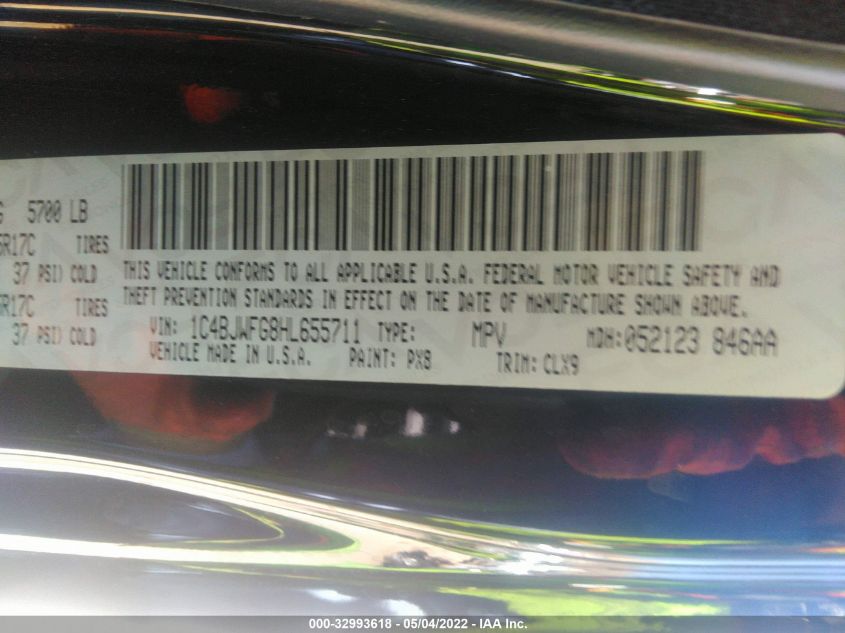 G 5700 LB
5R17C TIRES
37 PSI) COLD
5R17C TIRES
37 PSI) COLD
THIS VEHICLE CONFORMS TO ALL APPLICABLE U.S.A. FEDERAL MOTOR VEHICLE SAFETY AND
THEFT PREVENTION STANDARDS IN EFFECT ON THE DATE OF MANUFACTURE SHOWN ABOVE.
VIN: 1C4BJWFG8HL655711 TYPE: MPV MDH:052123 846AA
VEHICLE MADE IN U.S.A. PAINT: PX8 TRIM: CLX9
000-32993618 - 05/04/2022 - IAA Inc.